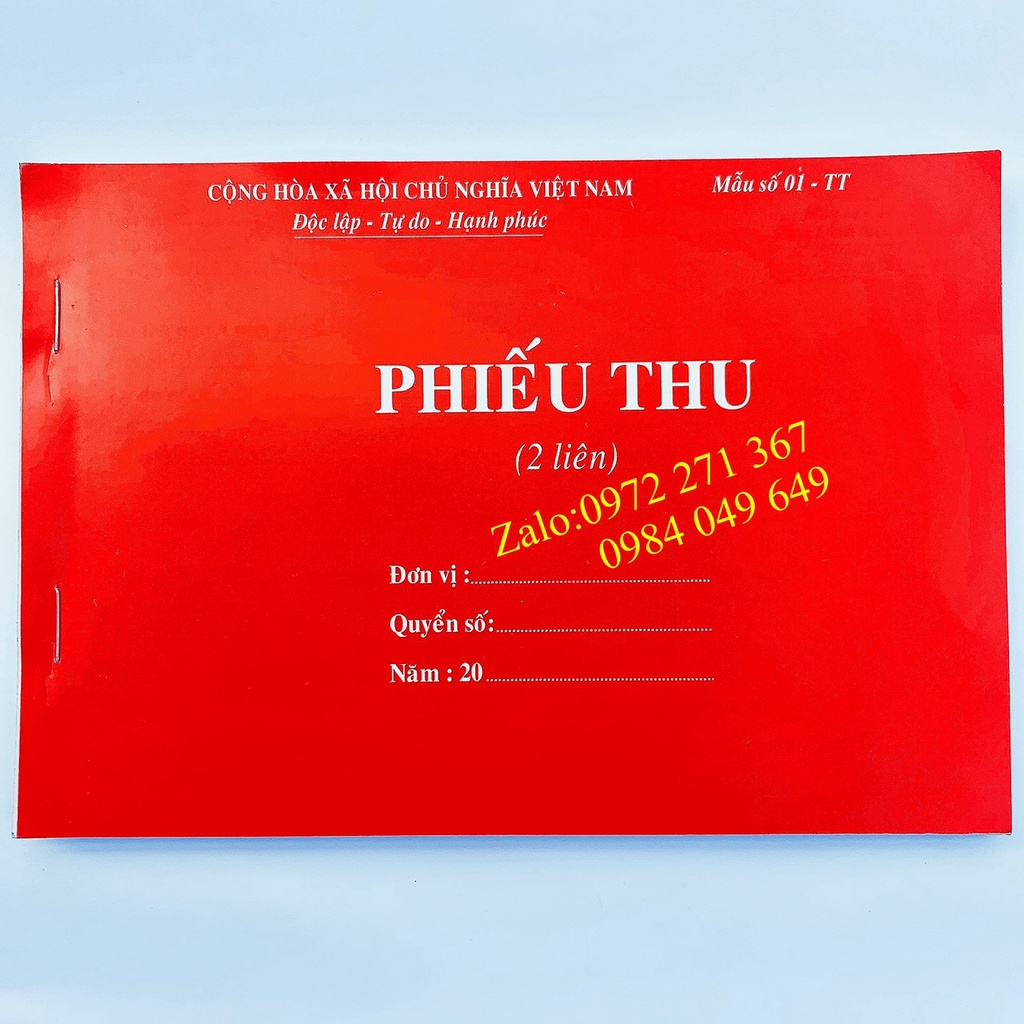 CỘNG HÒA XÃ HỘI CHỦ NGHĨA VIỆT NAM
Độc lập - Tự do - Hạnh phúc
Mẫu số 01 - TT
PHIẾU THU
(2 liên)
Zalo:0972 271 367
0984 049 649
Đơn vị :
Quyển số:
Năm : 20